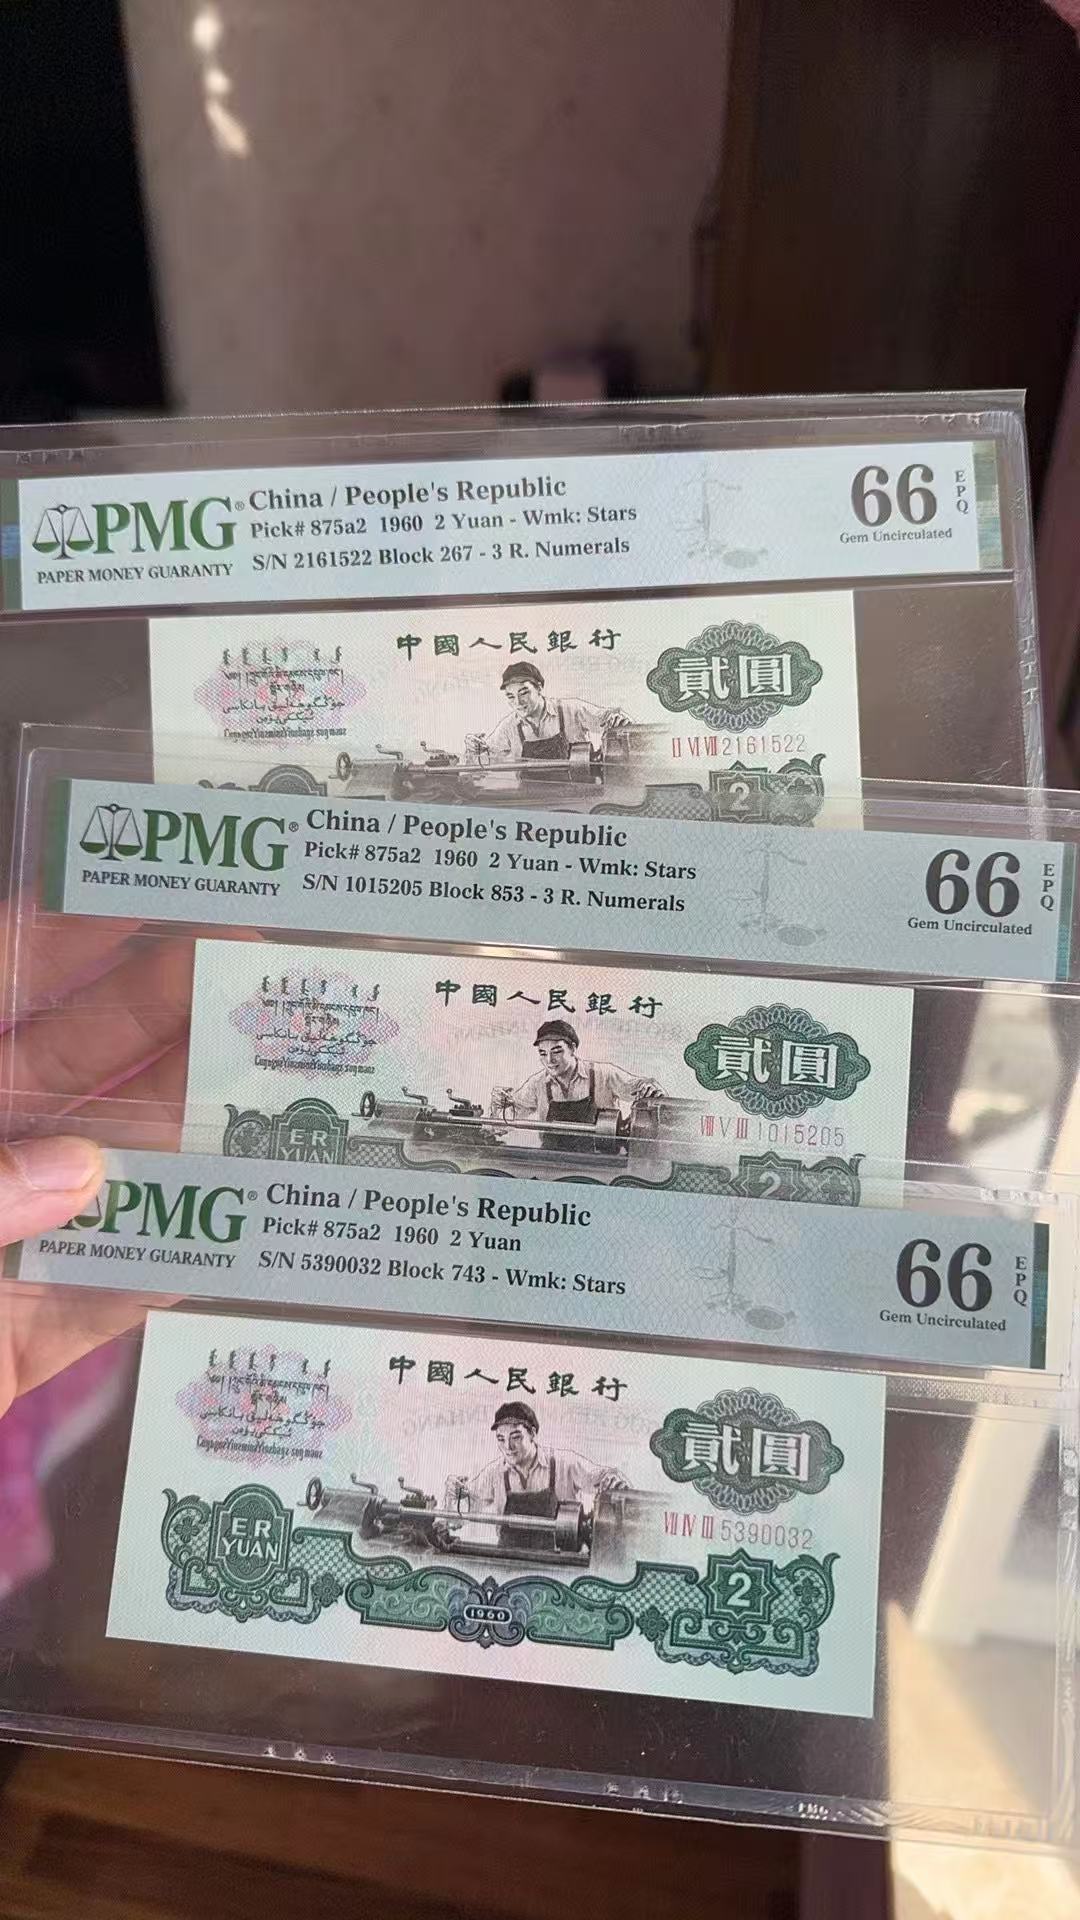 PMG®
PAPER MONEY GUARANTY
China / People's Republic
Pick# 875a2 1960 2 Yuan - Wmk: Stars
S/N 2161522 Block 267 - 3 R. Numerals
66
EPQ
Gem Uncirculated
中國人民銀行
貳圓
II VI VII 2161522
2
PMG®
PAPER MONEY GUARANTY
China / People's Republic
Pick# 875a2 1960 2 Yuan - Wmk: Stars
S/N 1015205 Block 853 - 3 R. Numerals
66
EPQ
Gem Uncirculated
中國人民銀行
貳圓
VIII V III 1015205
ER
YUAN
2
PMG®
PAPER MONEY GUARANTY
China / People's Republic
Pick# 875a2 1960 2 Yuan
S/N 5390032 Block 743 - Wmk: Stars
66
EPQ
Gem Uncirculated
中國人民銀行
貳圓
VII IV III 5390032
ER
YUAN
1960
2